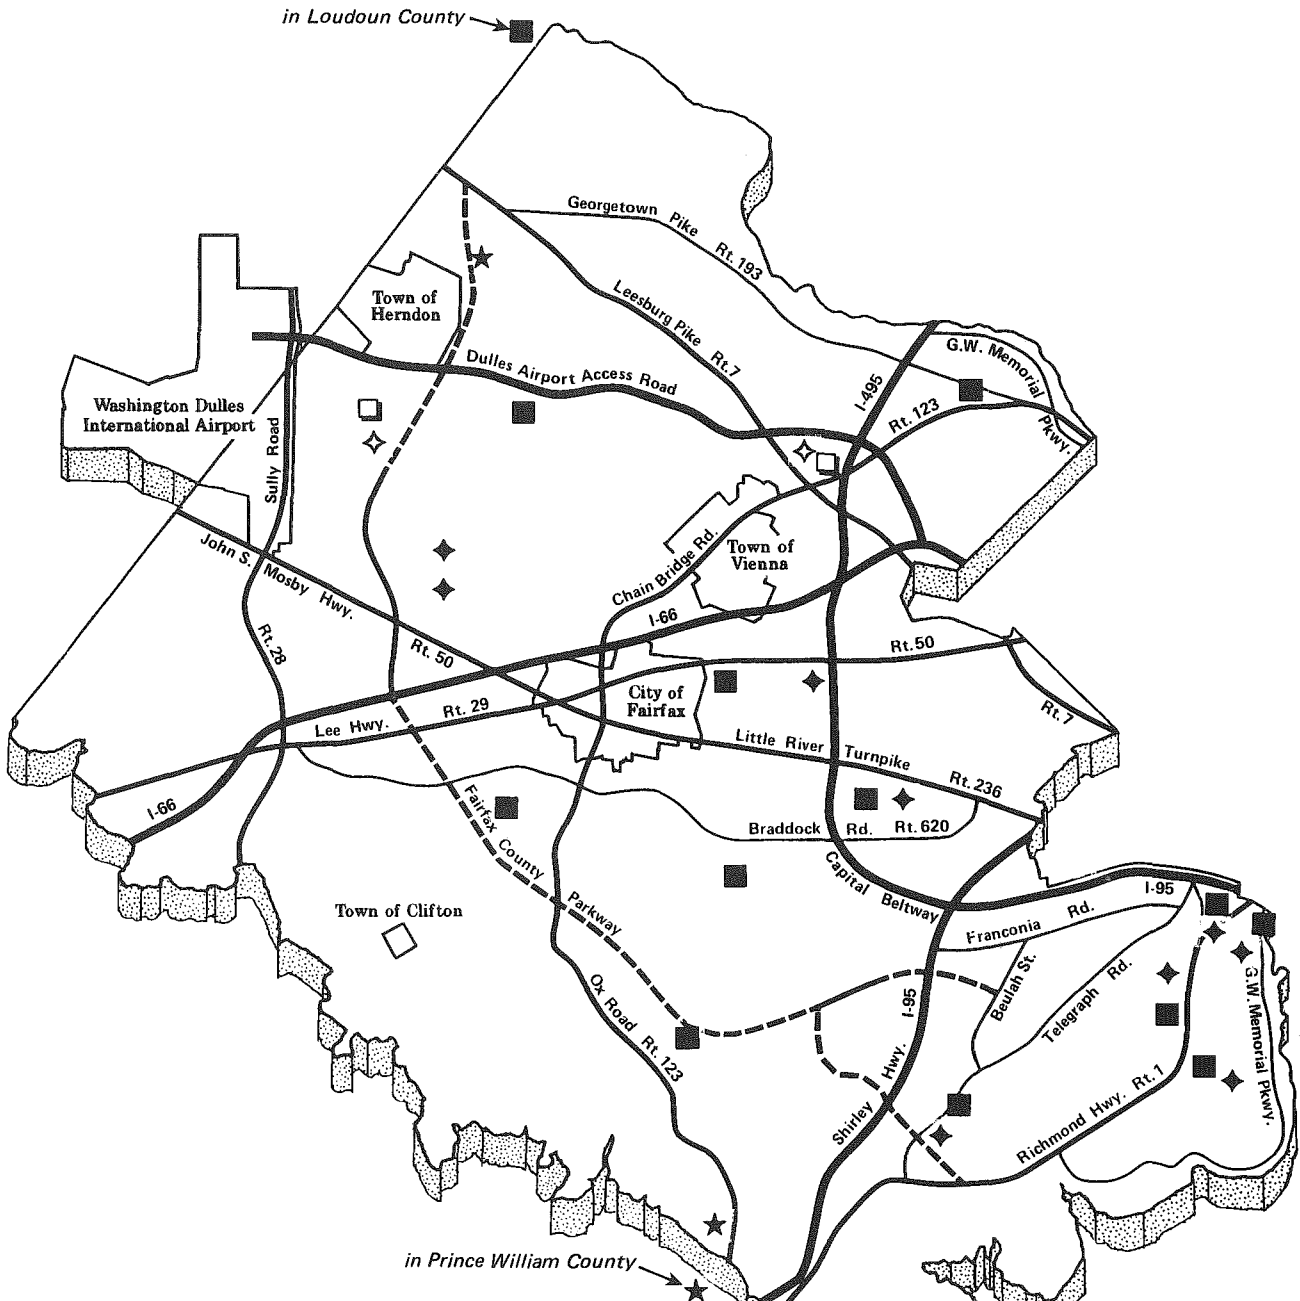 in Loudoun County
Georgetown Pike Rt. 193
Town of
Herndon
Leesburg Pike Rt.7
G.W. Memorial Pkwy.
Dulles Airport Access Road
I-495
Rt. 123
Washington Dulles
International Airport
Sully Road
John S. Mosby Hwy.
Chain Bridge Rd.
Town of
Vienna
I-66
Rt. 28
Rt. 50
Rt.50
City of
Fairfax
Lee Hwy. Rt. 29
Rt.7
Little River Turnpike Rt. 236
I-66
Fairfax County Parkway
Braddock Rd. Rt. 620
Capital Beltway
I-95
Town of Clifton
Franconia Rd.
Beulah St.
Telegraph Rd.
G.W. Memorial Pkwy.
Ox Road Rt. 123
I-95
Shirley Hwy.
Richmond Hwy. Rt. 1
in Prince William County